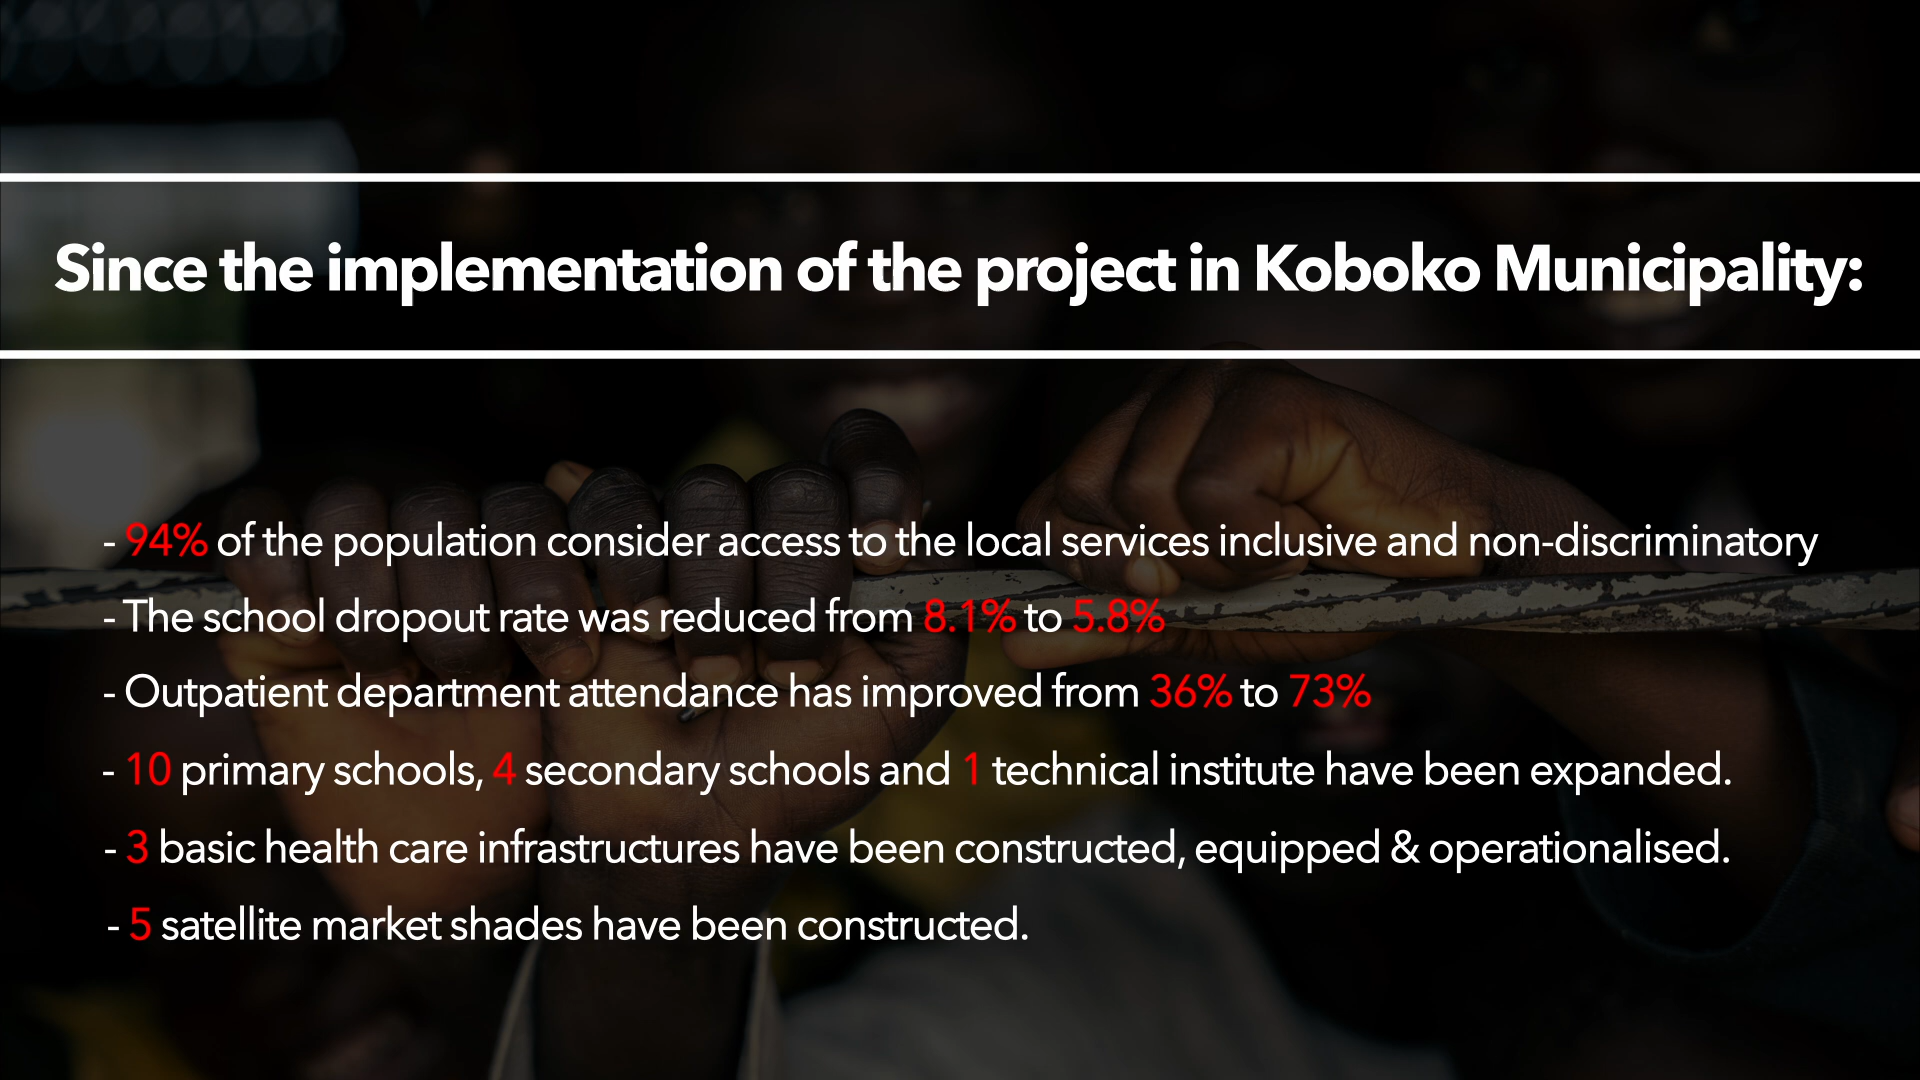 Since the implementation of the project in Koboko Municipality:
- 94% of the population consider access to the local services inclusive and non-discriminatory
- The school dropout rate was reduced from 8.1% to 5.8%
- Outpatient department attendance has improved from 36% to 73%
- 10 primary schools, 4 secondary schools and 1 technical institute have been expanded.
- 3 basic health care infrastructures have been constructed, equipped & operationalised.
- 5 satellite market shades have been constructed.